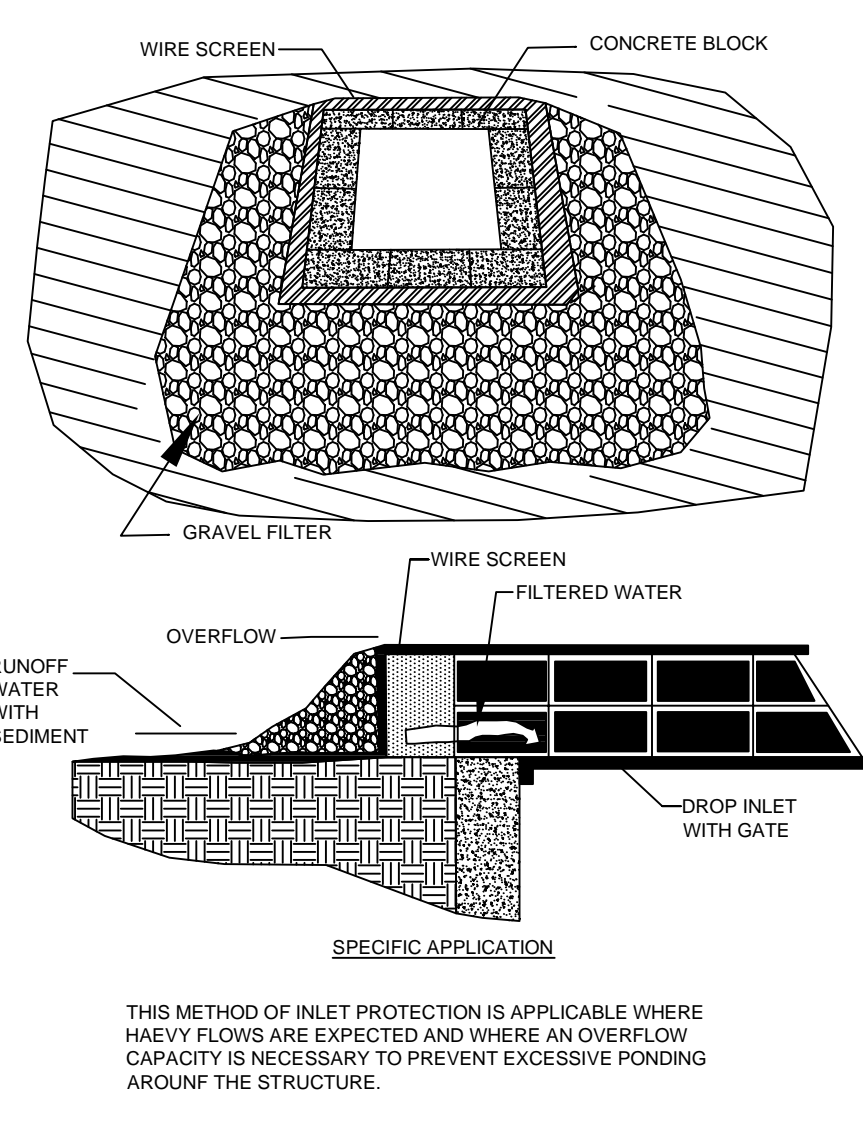 WIRE SCREEN
CONCRETE BLOCK
GRAVEL FILTER
WIRE SCREEN
FILTERED WATER
OVERFLOW
RUNOFF
WATER
WITH
SEDIMENT
DROP INLET
WITH GATE
SPECIFIC APPLICATION
THIS METHOD OF INLET PROTECTION IS APPLICABLE WHERE
HAEVY FLOWS ARE EXPECTED AND WHERE AN OVERFLOW
CAPACITY IS NECESSARY TO PREVENT EXCESSIVE PONDING
AROUNF THE STRUCTURE.